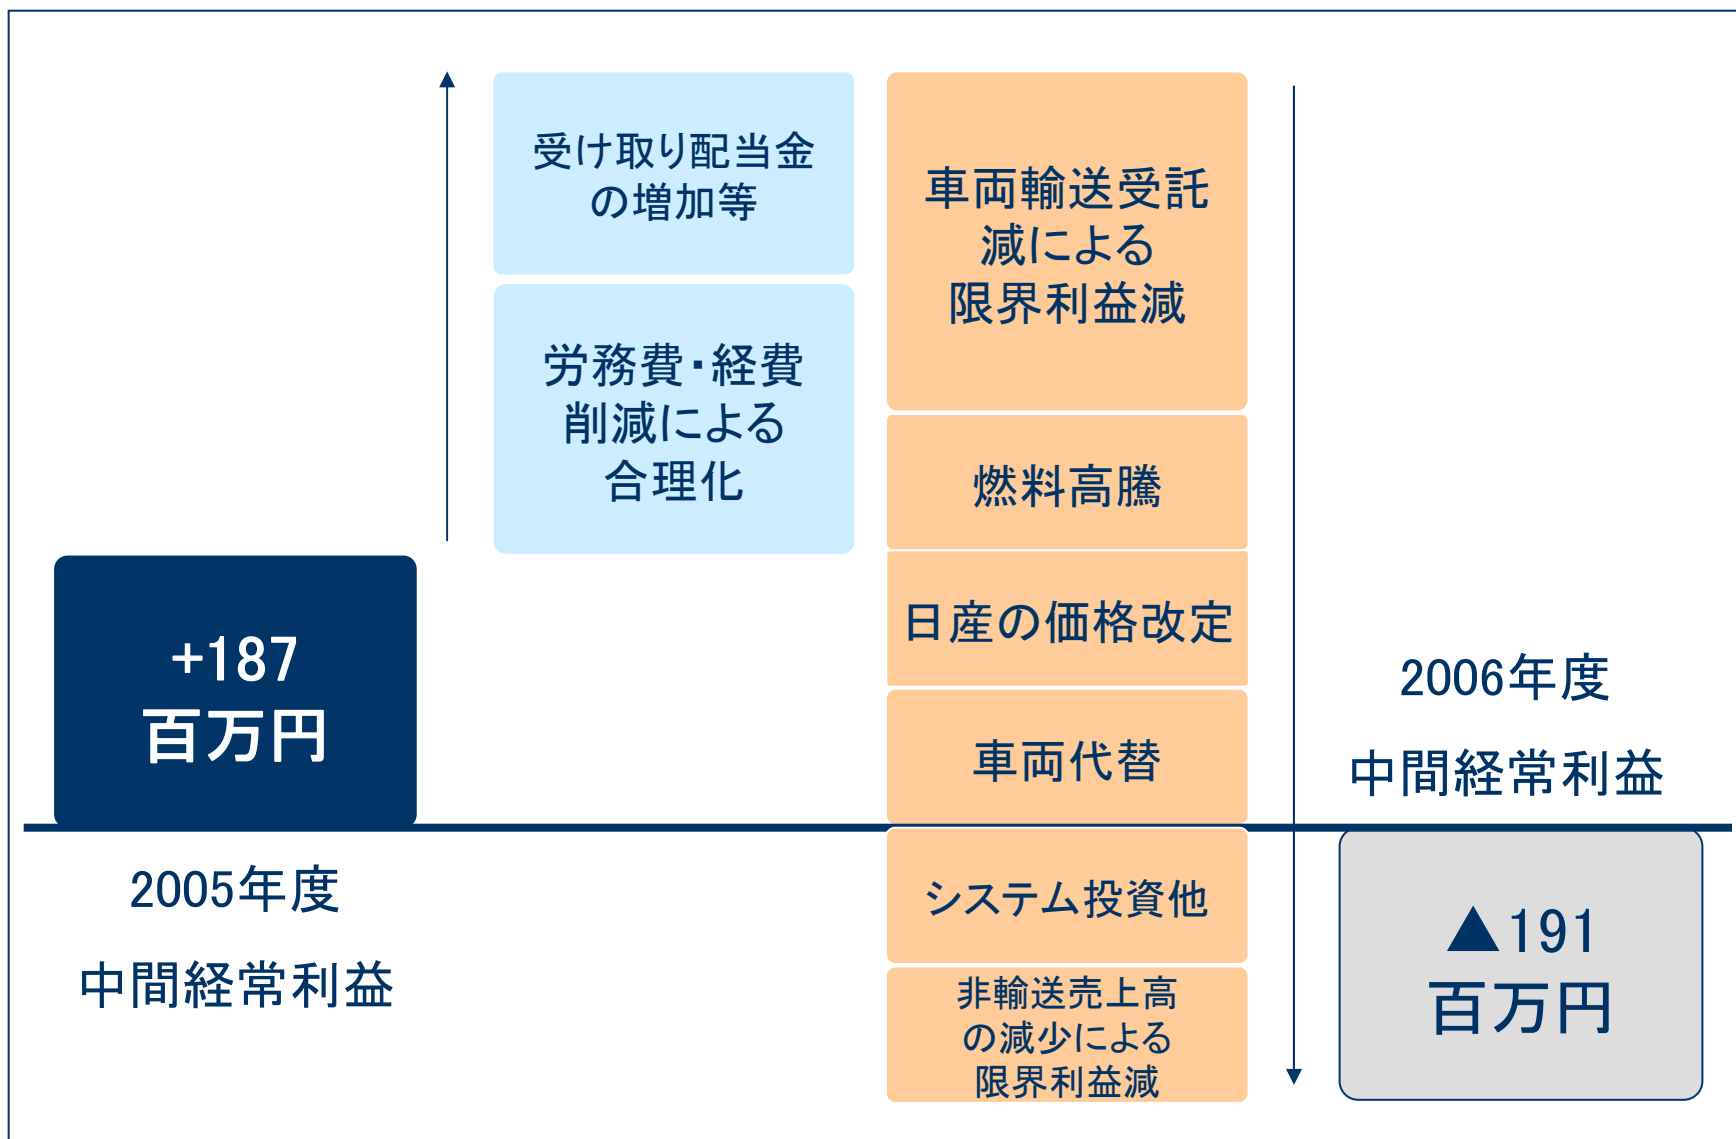 +187
百万円
2005年度
中間経常利益
受け取り配当金
の増加等
労務費・経費
削減による
合理化
車両輸送受託
減による
限界利益減
燃料高騰
日産の価格改定
車両代替
システム投資他
非輸送売上高
の減少による
限界利益減
2006年度
中間経常利益
▲191
百万円